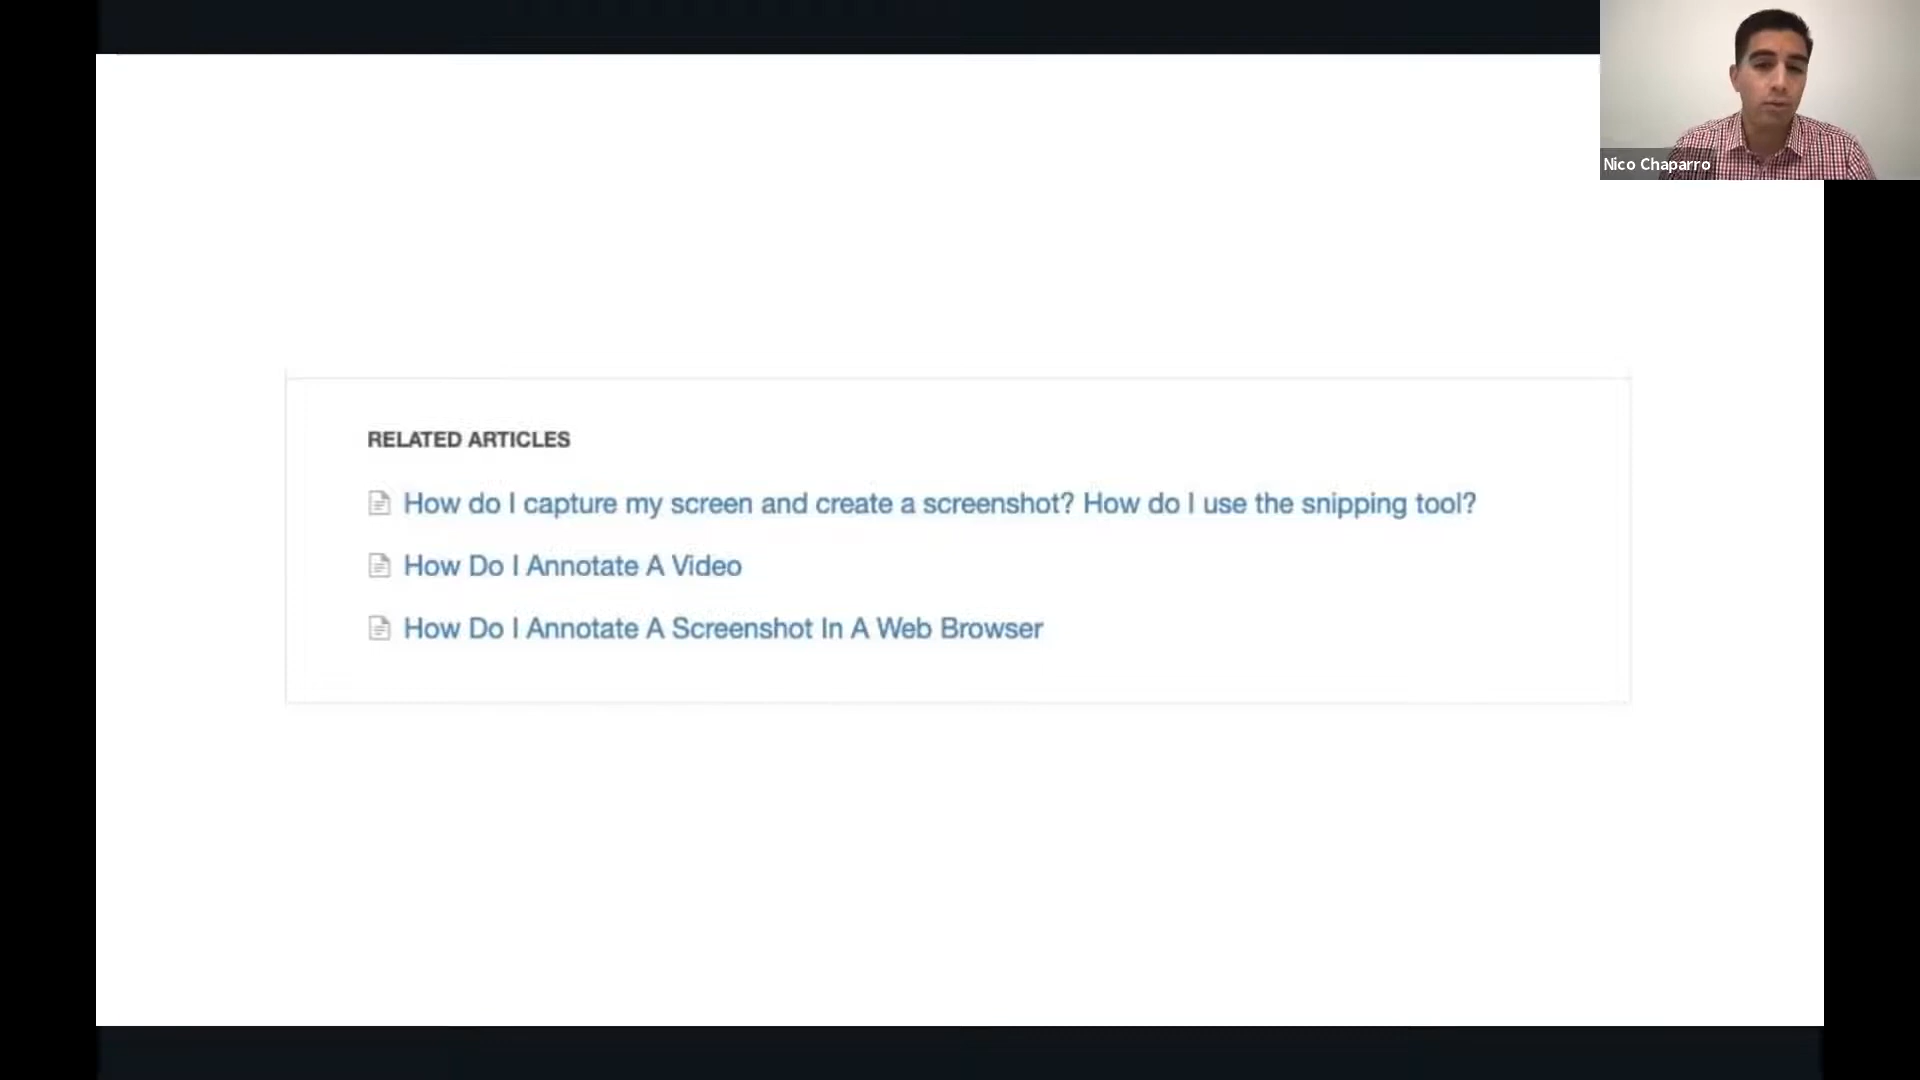 Nico Chaparro
RELATED ARTICLES
How do I capture my screen and create a screenshot? How do I use the snipping tool?
How Do I Annotate A Video
How Do I Annotate A Screenshot In A Web Browser